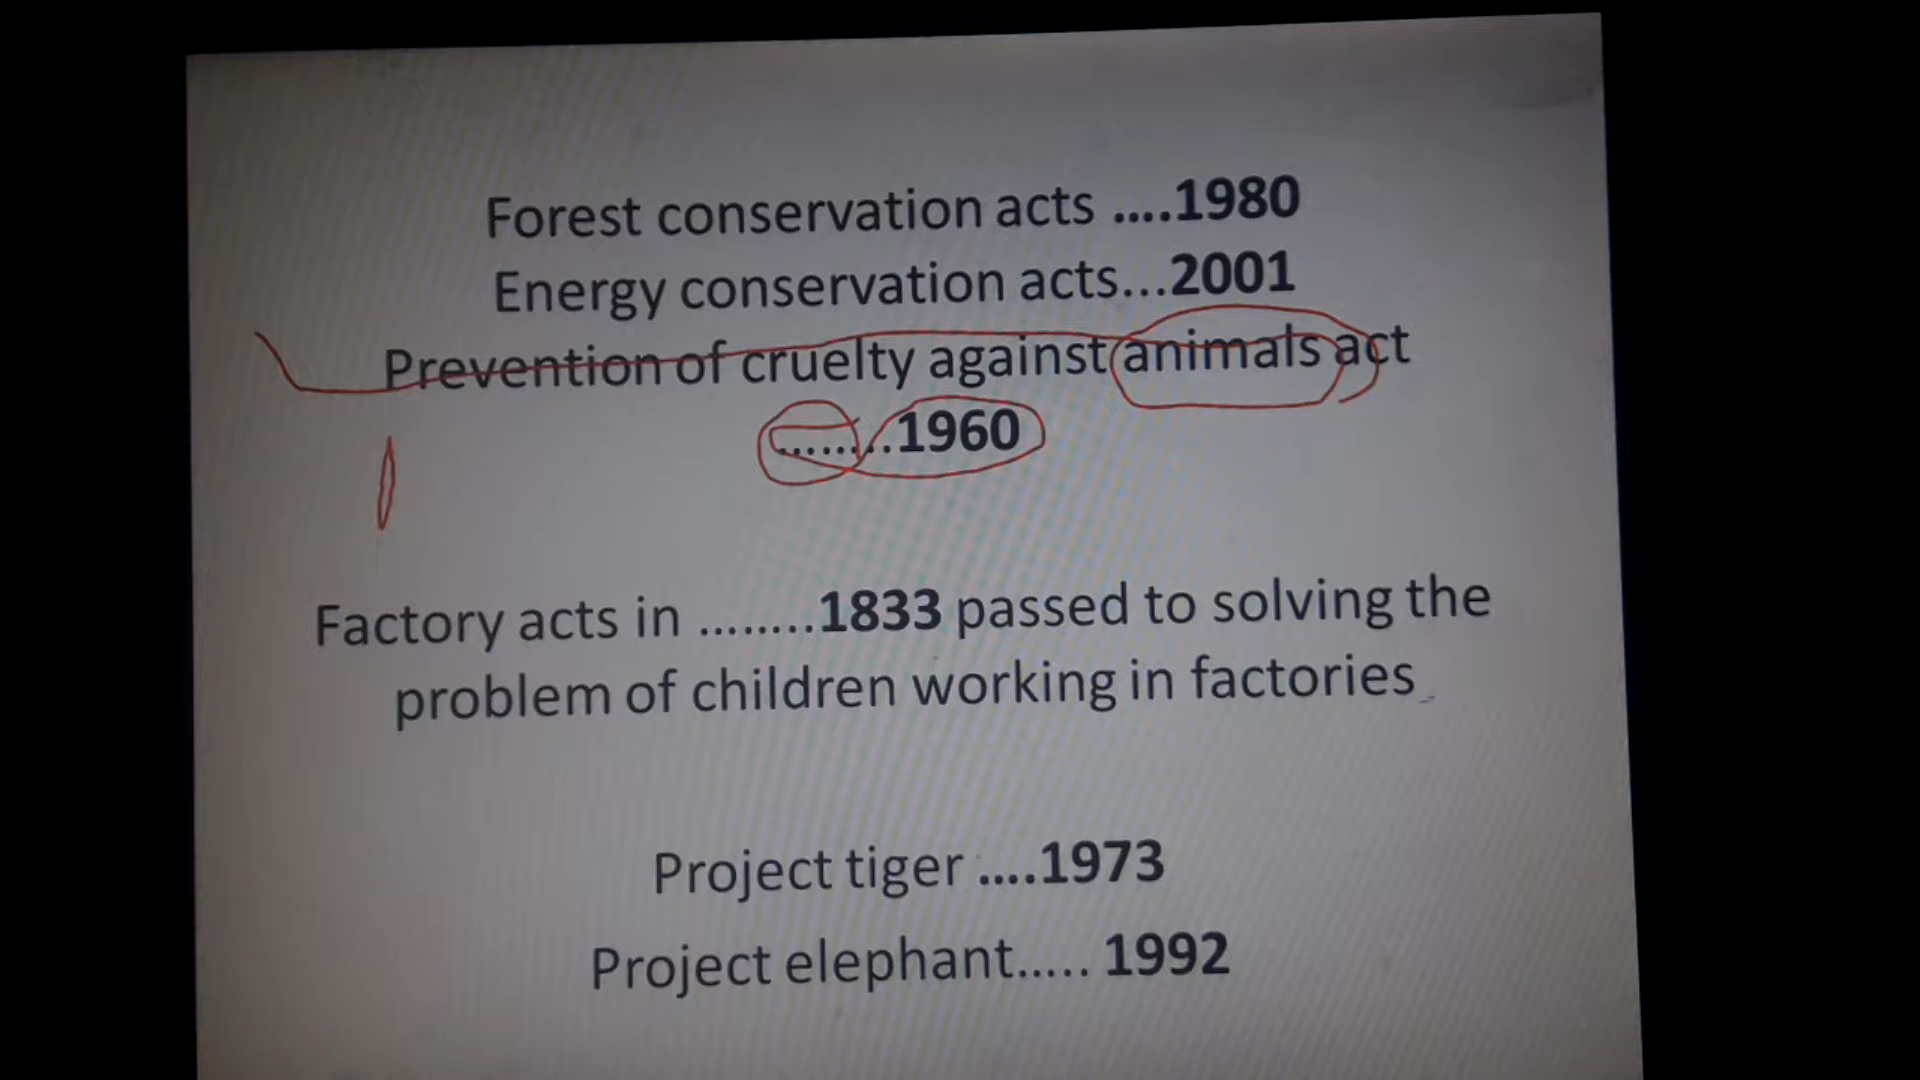 Forest conservation acts ....1980
Energy conservation acts...2001
Prevention of cruelty against animals act
.........1960
Factory acts in ........1833 passed to solving the
problem of children working in factories
Project tiger ....1973
Project elephant..... 1992